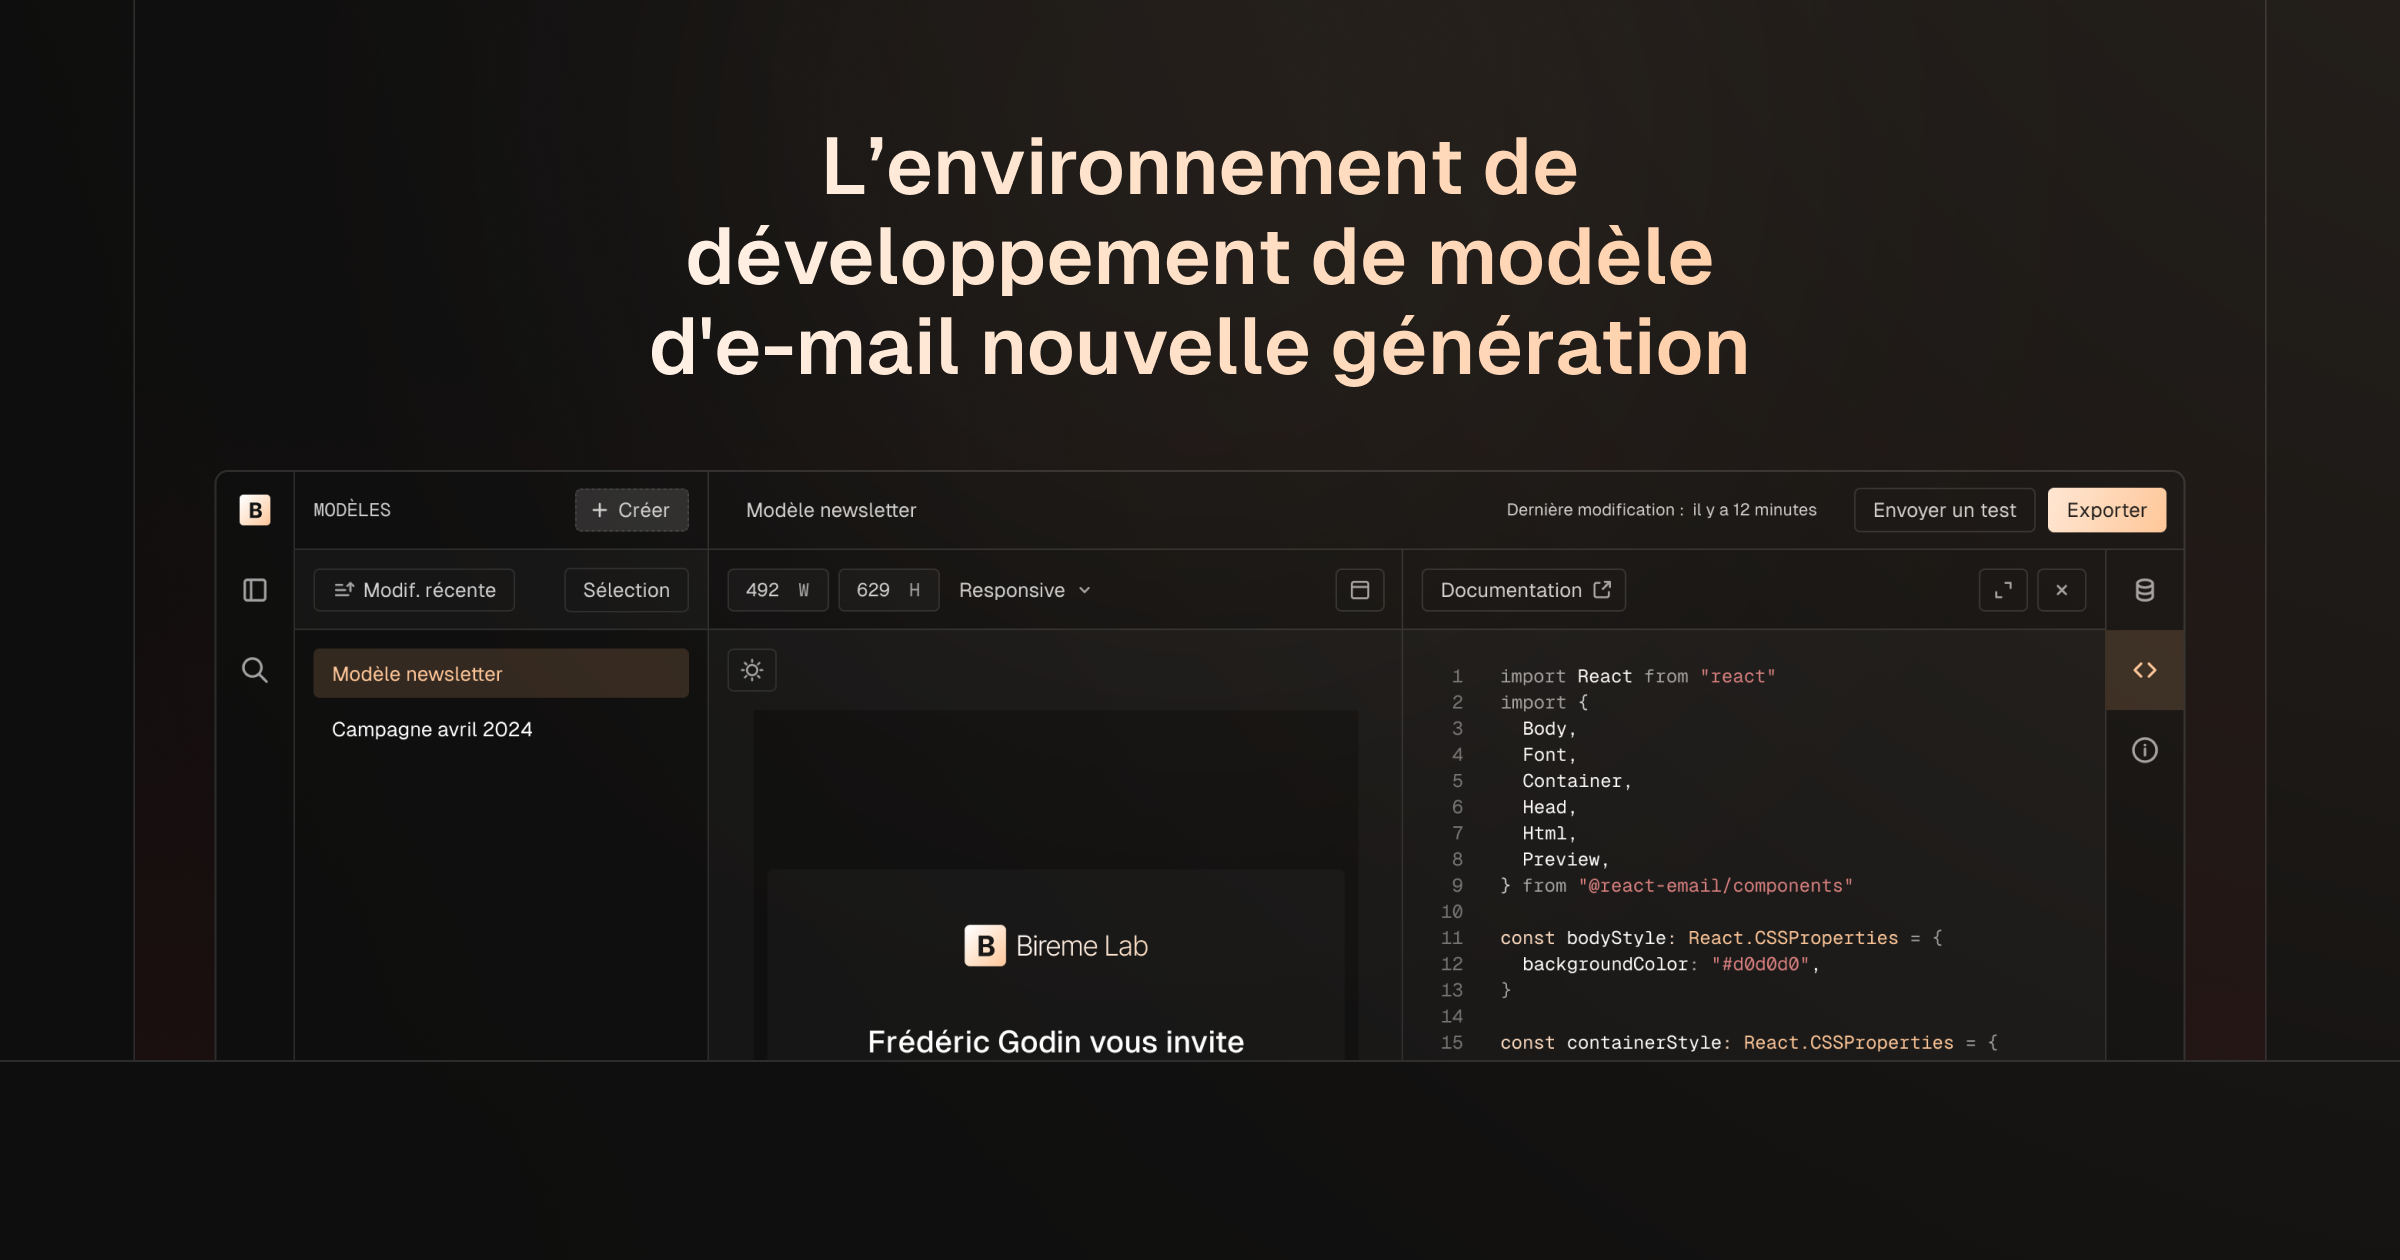 L’environnement de
développement de modèle
d'e-mail nouvelle génération
B
MODÈLES
+ Créer
Modèle newsletter
Dernière modification : il y a 12 minutes
Envoyer un test
Exporter
Modif. récente
Sélection
492 W
629 H
Responsive
Documentation
Modèle newsletter
Campagne avril 2024
B Bireme Lab
Frédéric Godin vous invite
1 import React from "react"
2 import {
3 Body,
4 Font,
5 Container,
6 Head,
7 Html,
8 Preview,
9 } from "@react-email/components"
10
11 const bodyStyle: React.CSSProperties = {
12 backgroundColor: "#d0d0d0",
13 }
14
15 const containerStyle: React.CSSProperties = {